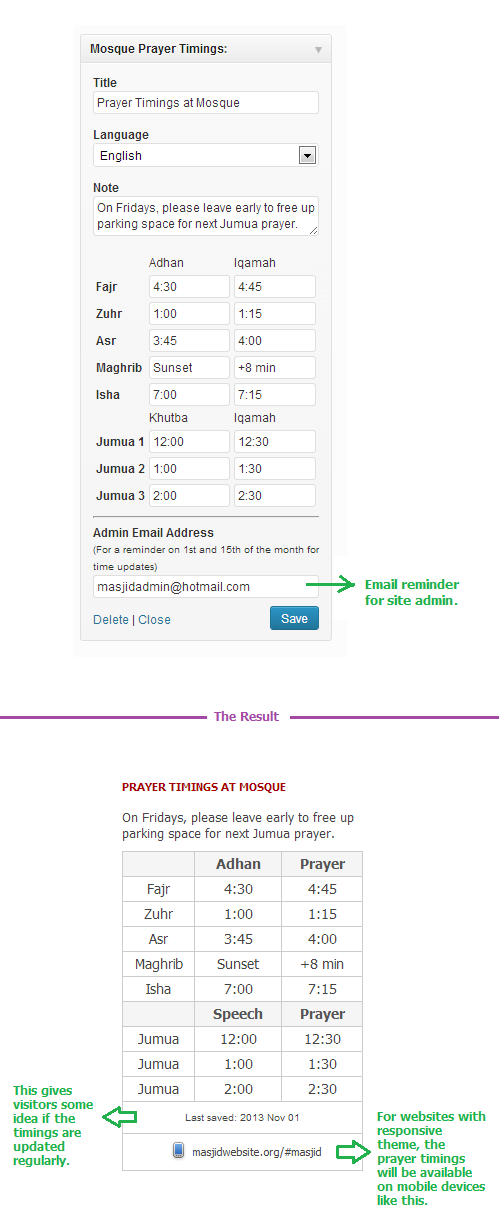 Mosque Prayer Timings:
Title
Prayer Timings at Mosque
Language
English
Note
On Fridays, please leave early to free up
parking space for next Jumua prayer.
Adhan Iqamah
Fajr 4:30 4:45
Zuhr 1:00 1:15
Asr 3:45 4:00
Maghrib Sunset +8 min
Isha 7:00 7:15
Khutba Iqamah
Jumua 1 12:00 12:30
Jumua 2 1:00 1:30
Jumua 3 2:00 2:30
Admin Email Address
(For a reminder on 1st and 15th of the month for
time updates)
masjidadmin@hotmail.com
Email reminder
for site admin.
Delete | Close Save
The Result
PRAYER TIMINGS AT MOSQUE
On Fridays, please leave early to free up
parking space for next Jumua prayer.
Adhan Prayer
Fajr 4:30 4:45
Zuhr 1:00 1:15
Asr 3:45 4:00
Maghrib Sunset +8 min
Isha 7:00 7:15
Speech Prayer
Jumua 12:00 12:30
Jumua 1:00 1:30
Jumua 2:00 2:30
This gives
visitors some
idea if the
timings are
updated
regularly.
Last saved: 2013 Nov 01
masjidwebsite.org/#masjid
For websites with
responsive
theme, the
prayer timings
will be available
on mobile devices
like this.